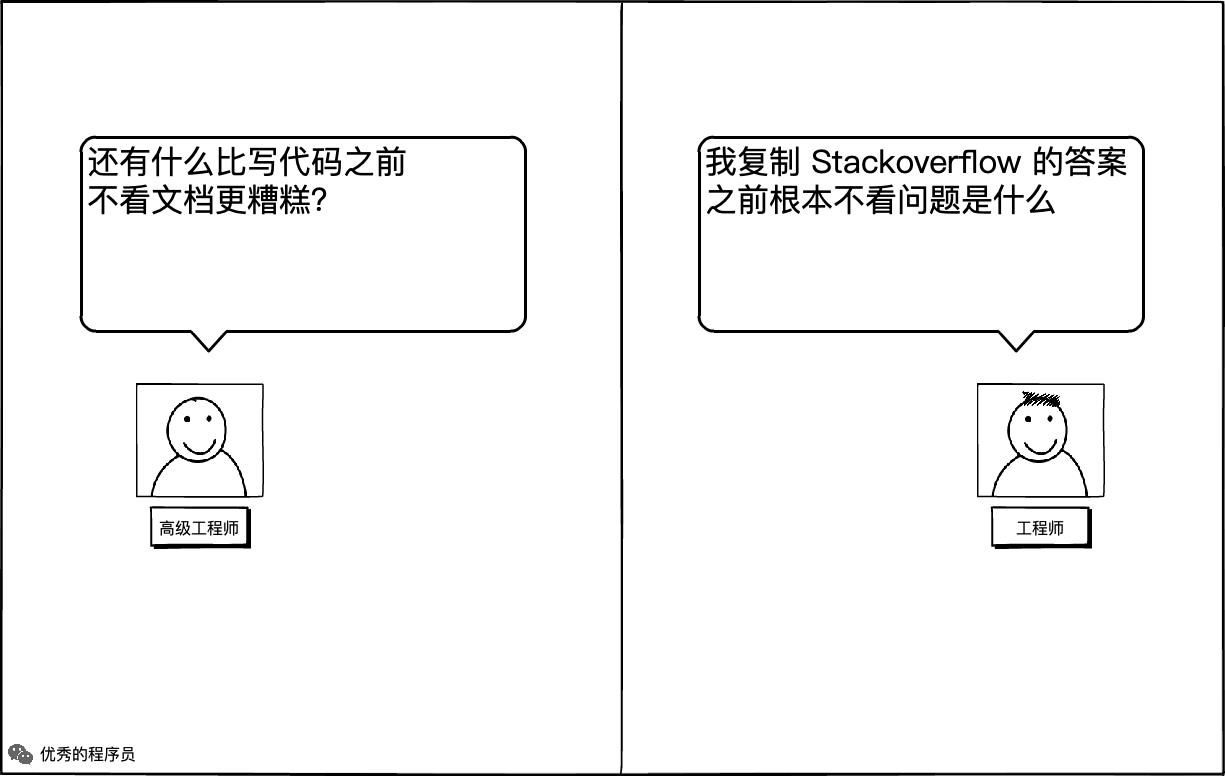 还有什么比写代码之前
不看文档更糟糕？
高级工程师
我复制 Stackoverflow 的答案
之前根本不看问题是什么
工程师
优秀的程序员